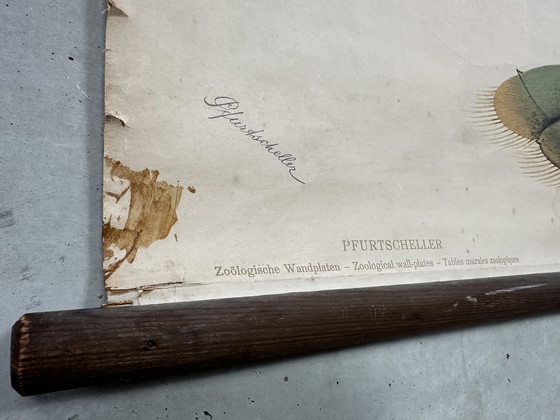 Pfurtscheller
PFURTSCHELLER
Zoölogische Wandplaten – Zoological wall-plates – Tables murales zoologiques